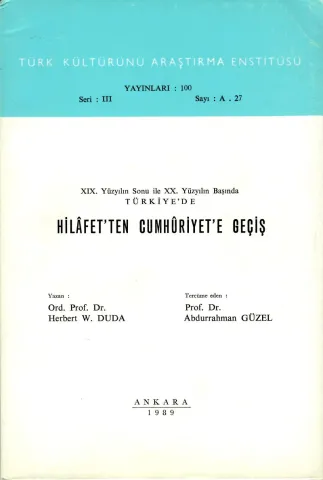 TÜRK KÜLTÜRÜNÜ ARAŞTIRMA ENSTİTÜSÜ
YAYINLARI : 100
Seri : III Sayı : A . 27
XIX. Yüzyılın Sonu ile XX. Yüzyılın Başında
TÜRKİYE'DE
HİLÂFET'TEN CUMHÛRİYET'E GEÇİŞ
Yazan : Tercüme eden :
Ord. Prof. Dr. Prof. Dr.
Herbert W. DUDA Abdurrahman GÜZEL
ANKARA
1989